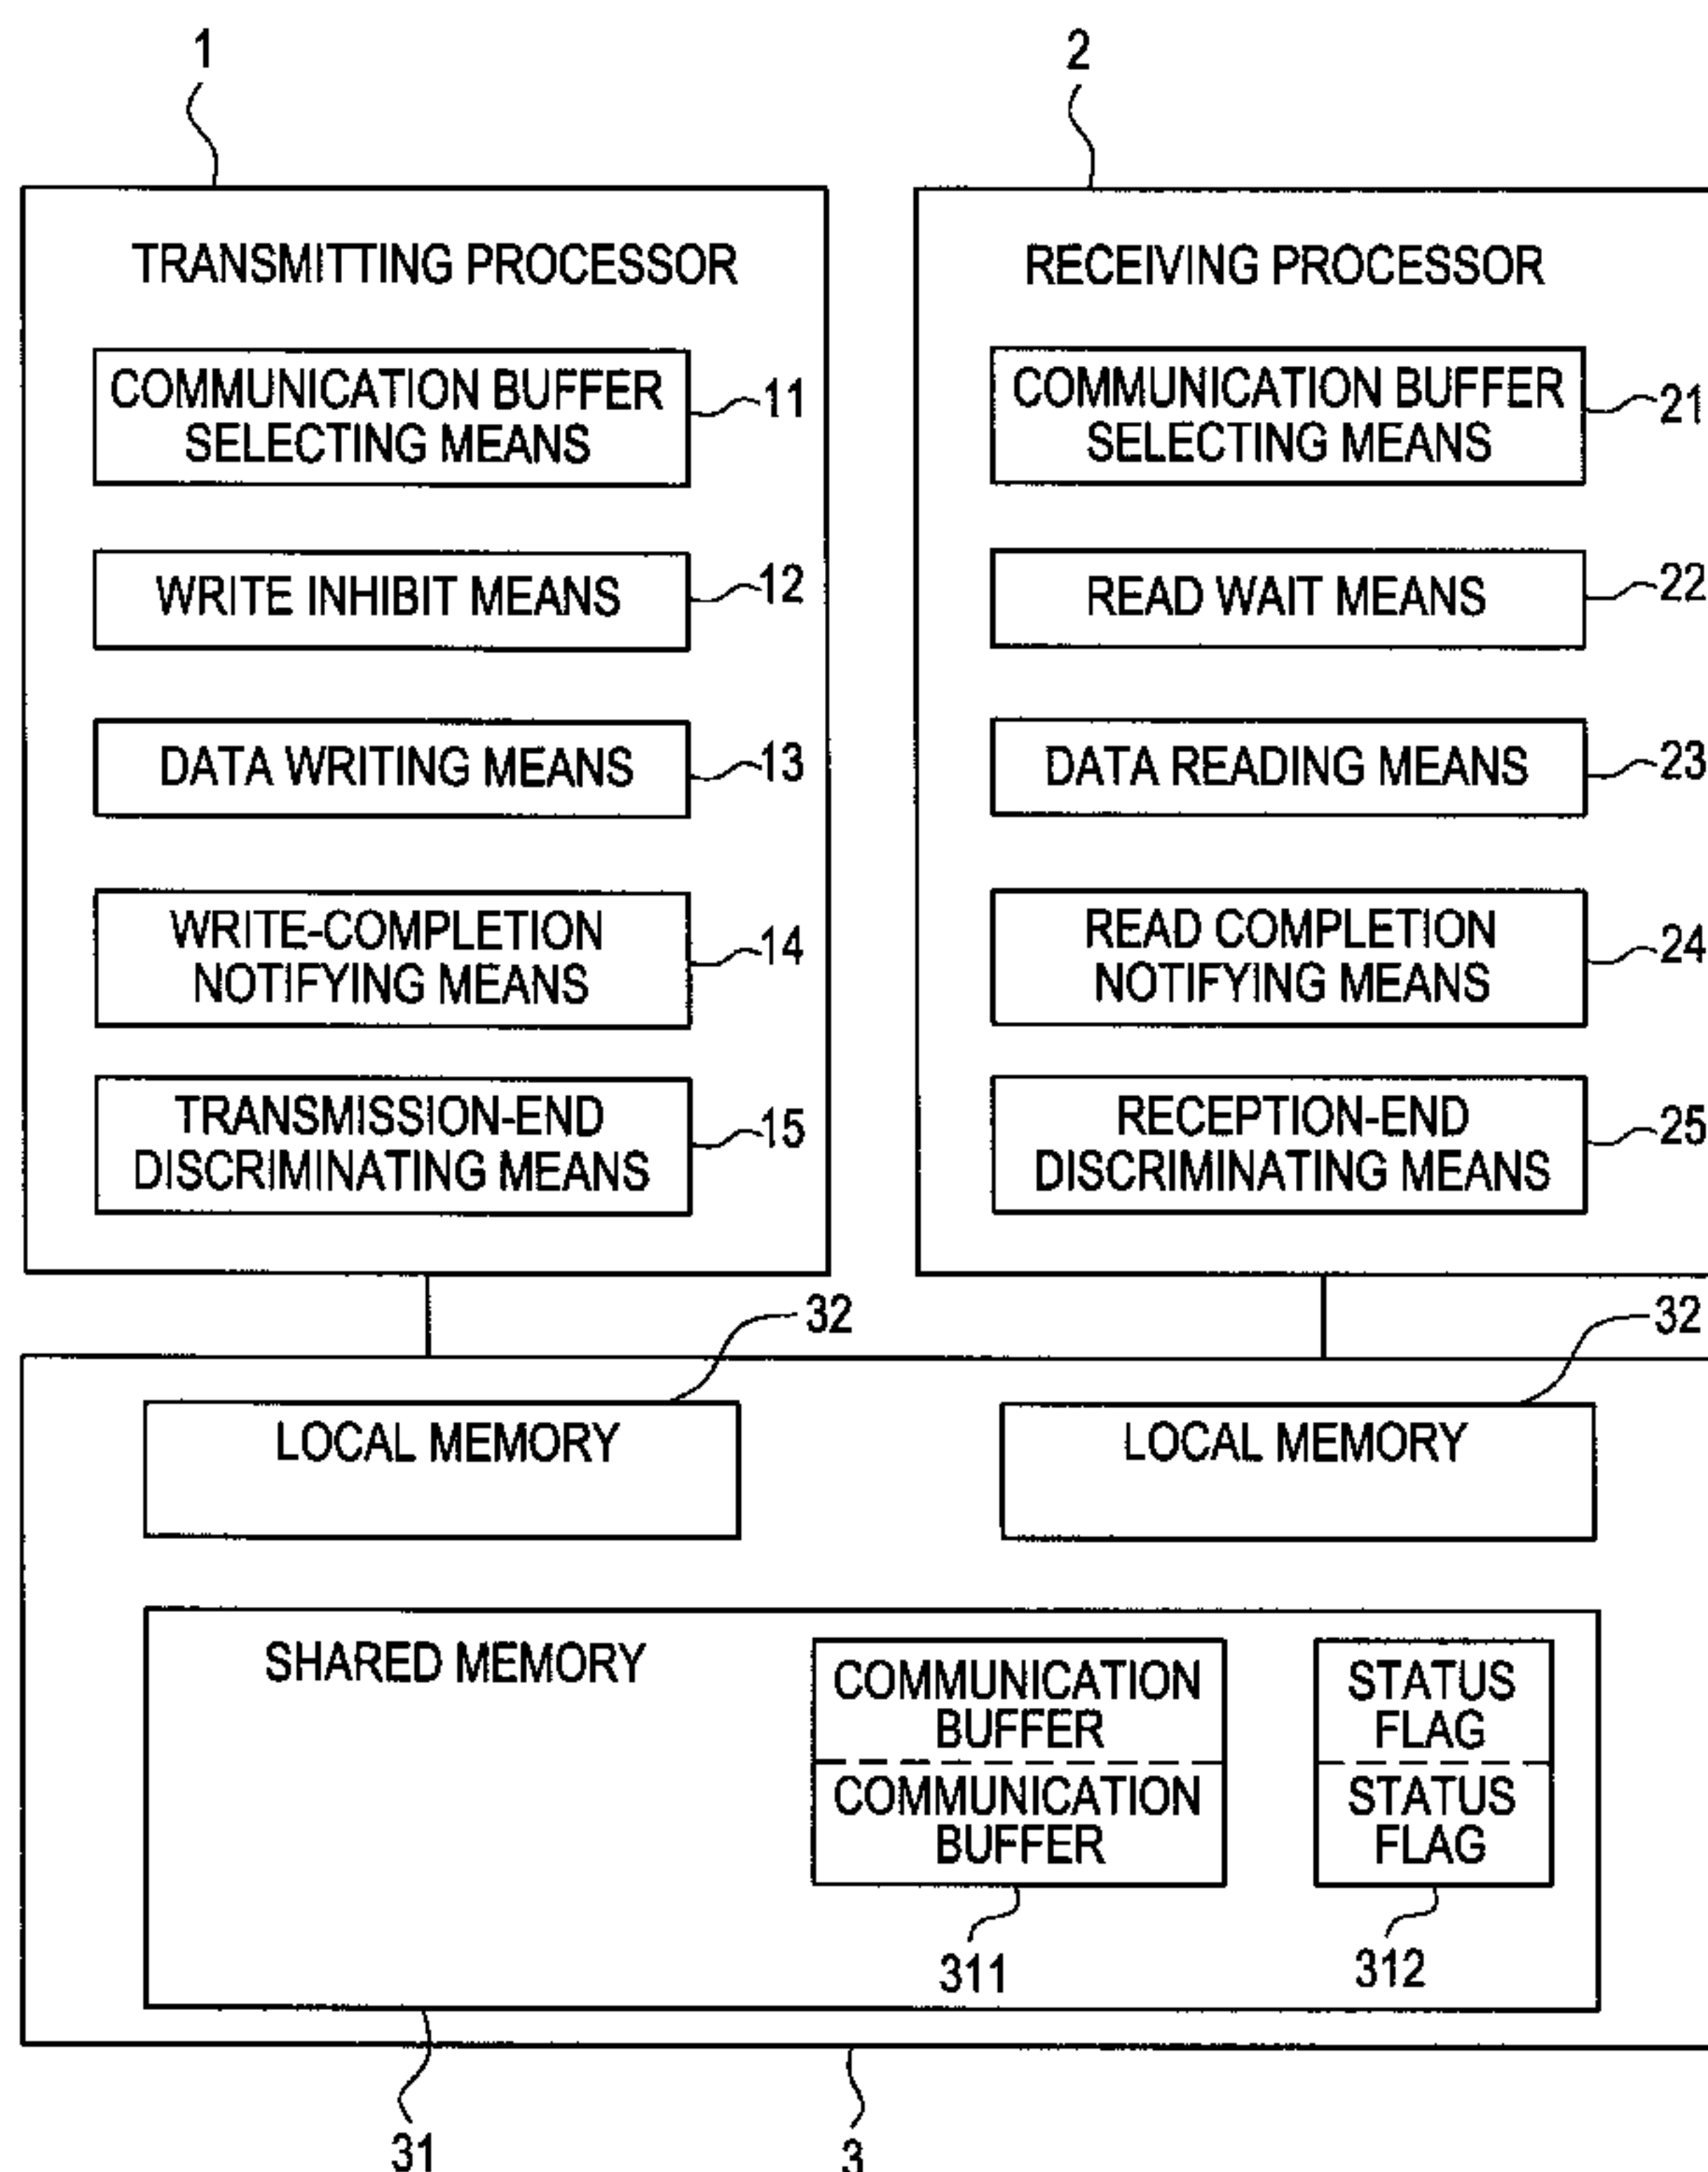 1
2
TRANSMITTING PROCESSOR
RECEIVING PROCESSOR
COMMUNICATION BUFFER
SELECTING MEANS
11
COMMUNICATION BUFFER
SELECTING MEANS
21
WRITE INHIBIT MEANS
12
READ WAIT MEANS
22
DATA WRITING MEANS
13
DATA READING MEANS
23
WRITE-COMPLETION
NOTIFYING MEANS
14
READ COMPLETION
NOTIFYING MEANS
24
TRANSMISSION-END
DISCRIMINATING MEANS
15
RECEPTION-END
DISCRIMINATING MEANS
25
32
32
LOCAL MEMORY
LOCAL MEMORY
SHARED MEMORY
COMMUNICATION
BUFFER
COMMUNICATION
BUFFER
STATUS
FLAG
STATUS
FLAG
311
312
31
3